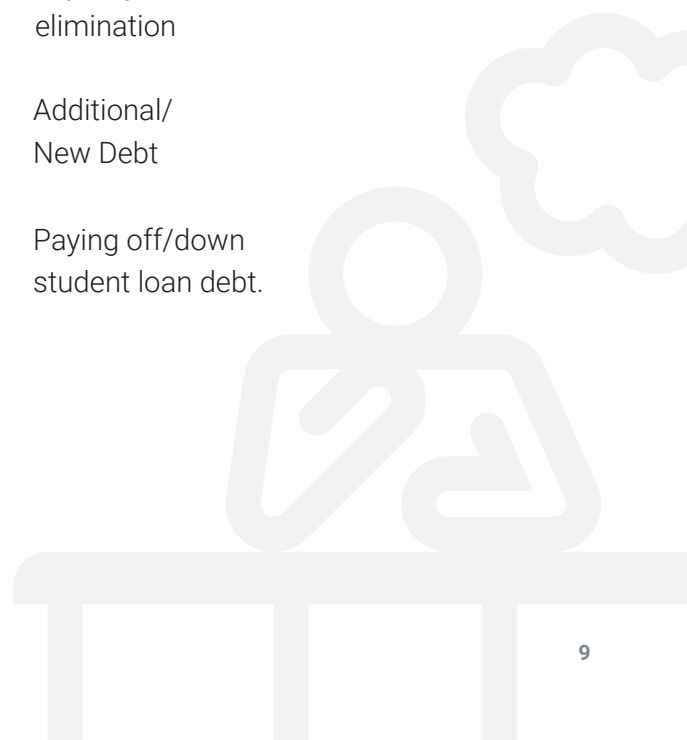 elimination
Additional/
New Debt
Paying off/down
student loan debt.
9